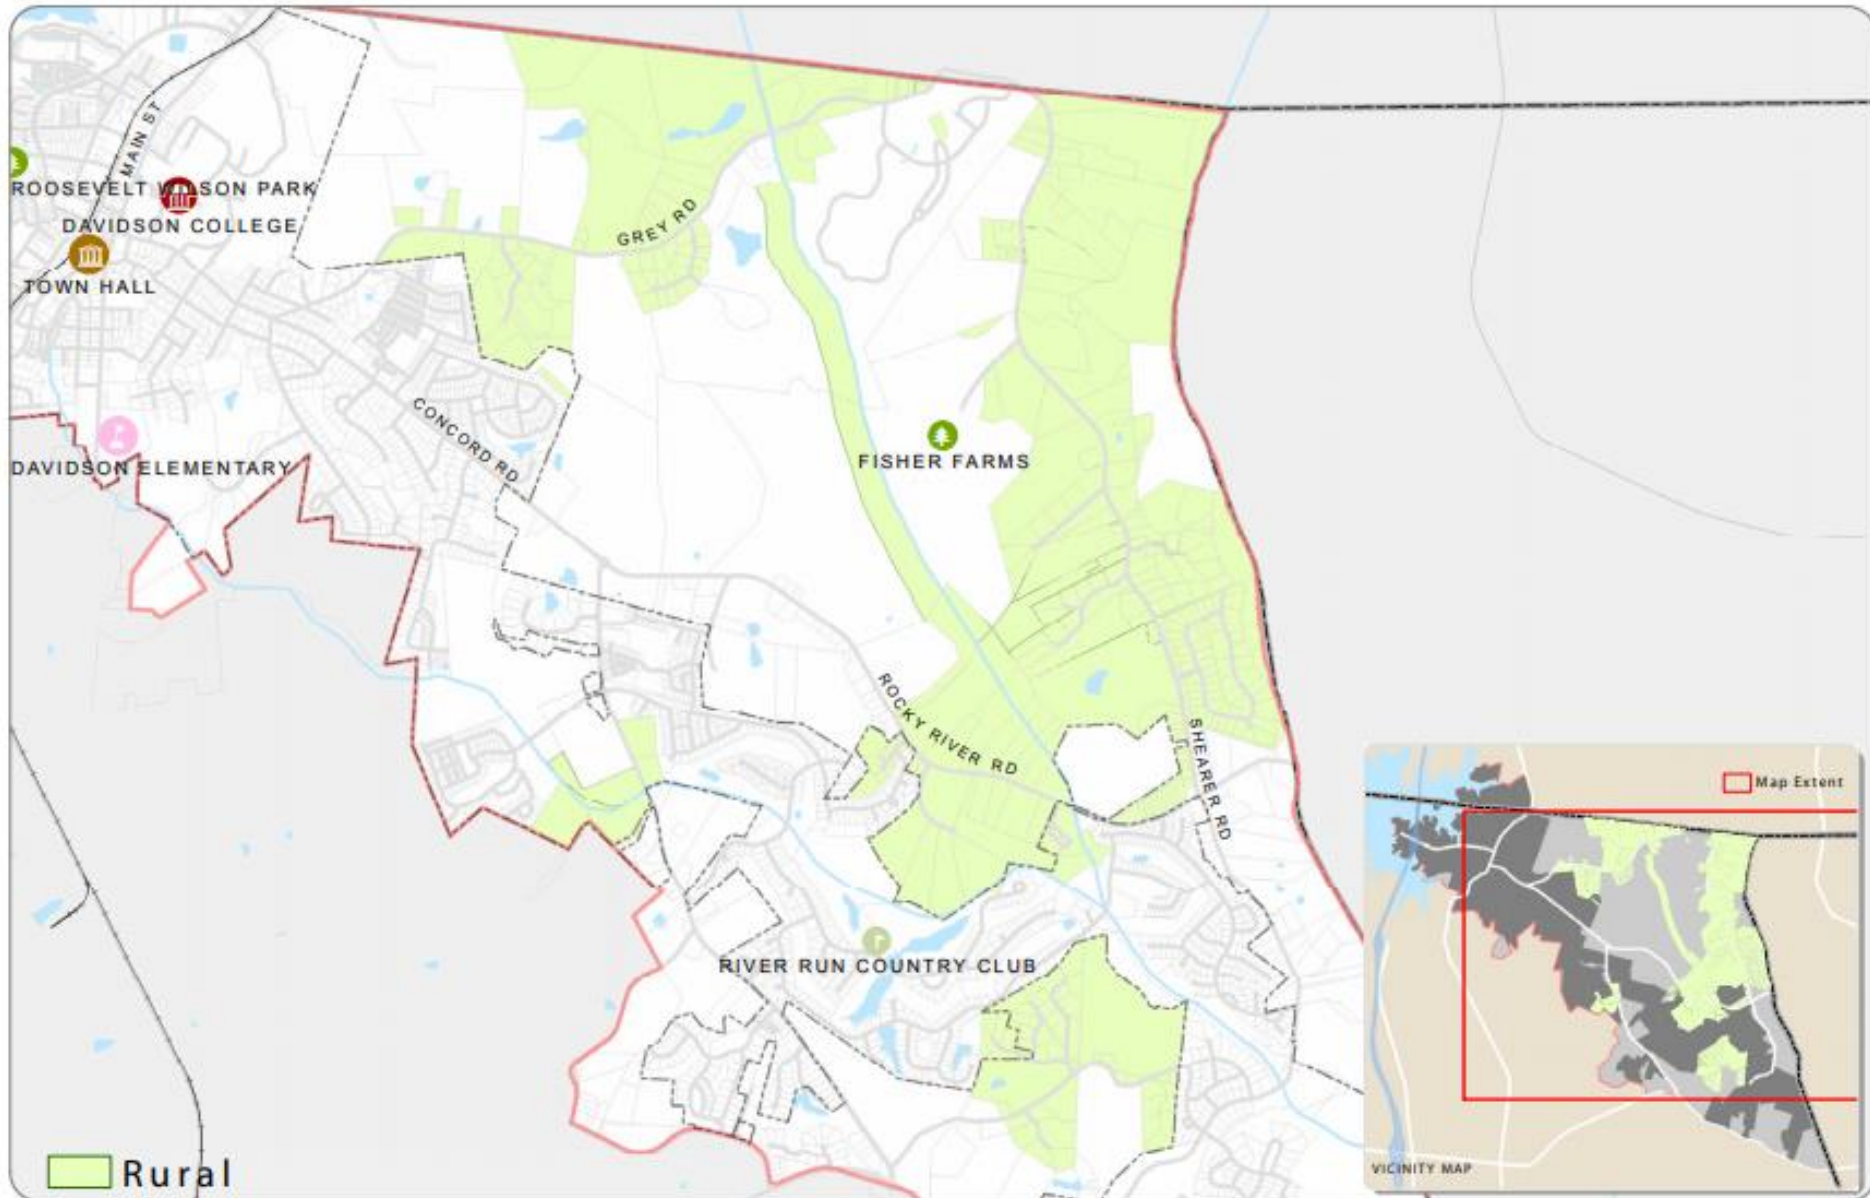 MAIN ST
ROOSEVELT WILSON PARK
DAVIDSON COLLEGE
GREY RD
TOWN HALL
CONCORD RD
DAVIDSON ELEMENTARY
FISHER FARMS
ROCKY RIVER RD
SHEARER RD
RIVER RUN COUNTRY CLUB
Map Extent
VICINITY MAP
Rural